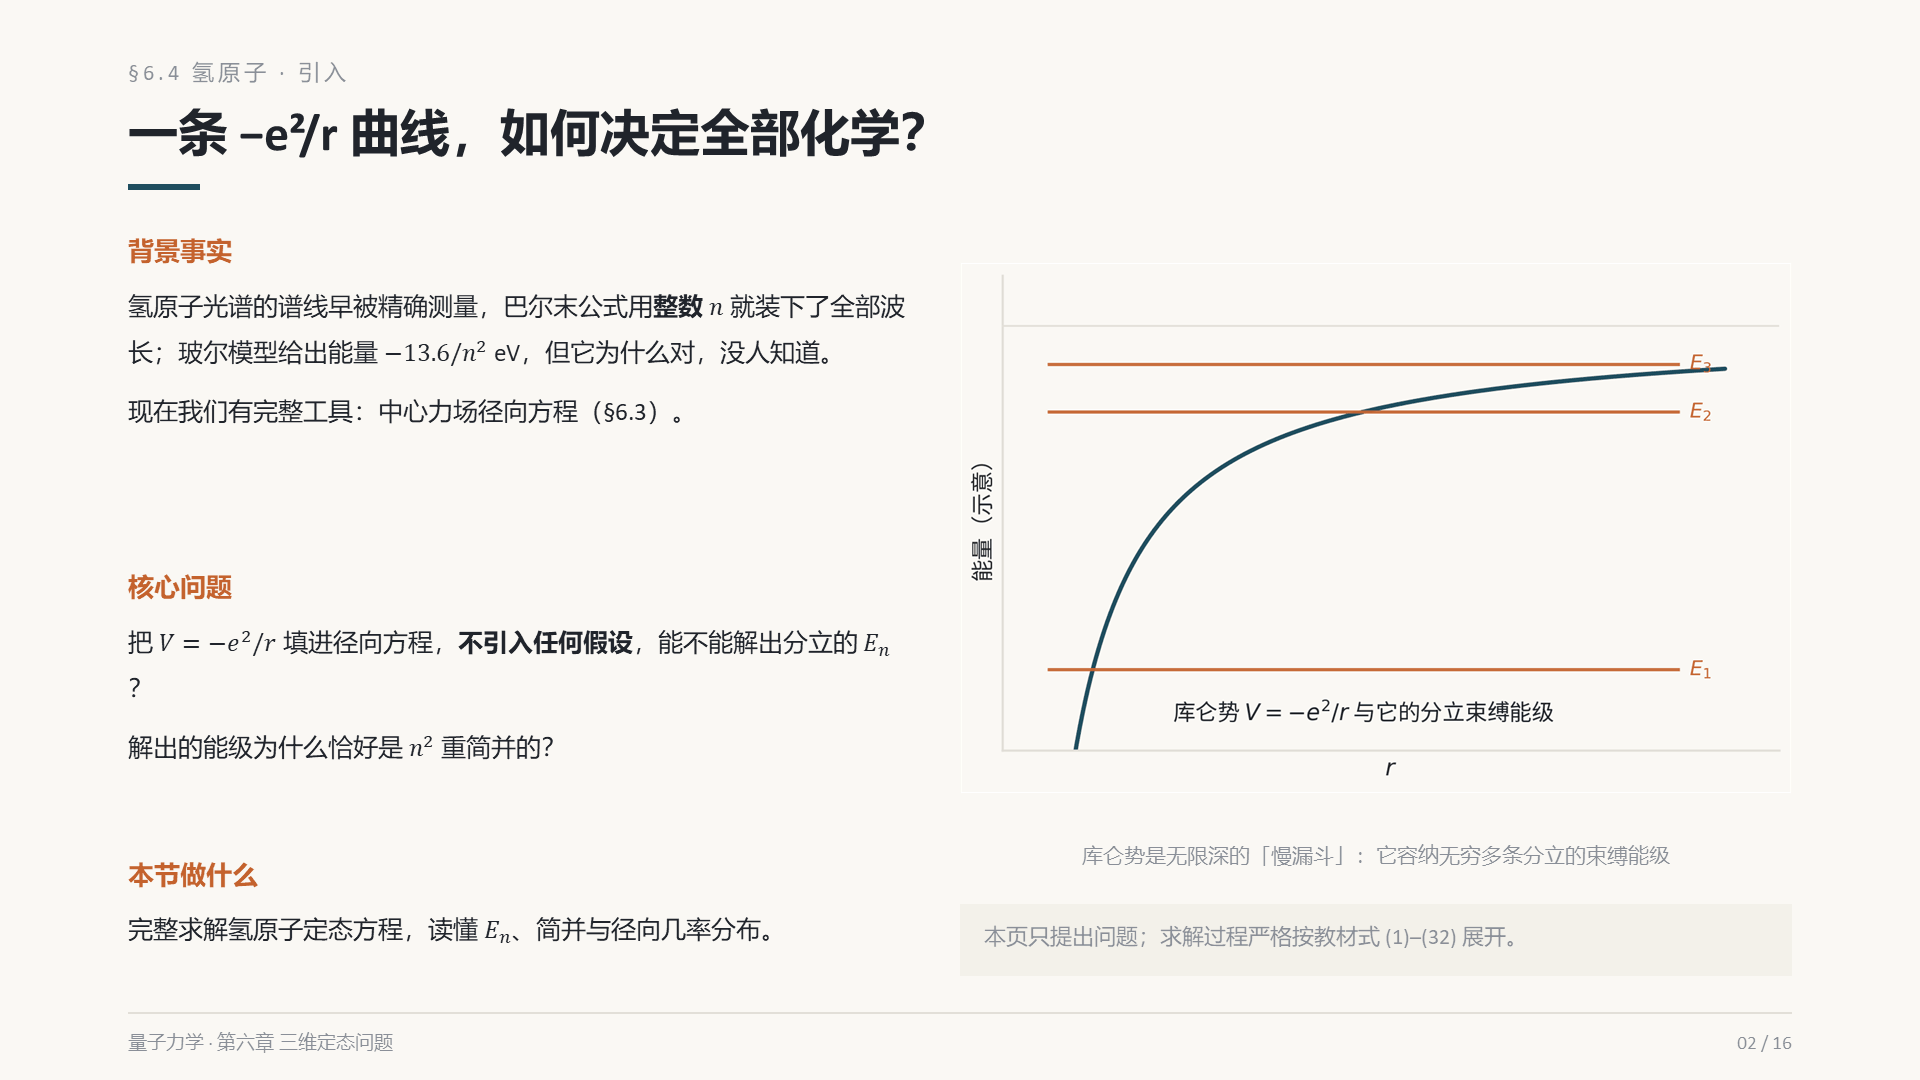 §6.4 氢原子 · 引入
一条 −e²/r 曲线，如何决定全部化学？
背景事实
氢原子光谱的谱线早被精确测量，巴尔末公式用整数 n 就装下了全部波
长；玻尔模型给出能量 −13.6/n² eV，但它为什么对，没人知道。
现在我们有完整工具：中心力场径向方程（§6.3）。
核心问题
把 V = −e²/r 填进径向方程，不引入任何假设，能不能解出分立的 Eₙ
？
解出的能级为什么恰好是 n² 重简并的？
本节做什么
完整求解氢原子定态方程，读懂 Eₙ、简并与径向几率分布。
能量（示意）
E₃
E₂
E₁
库仑势 V = −e²/r 与它的分立束缚能级
r
库仑势是无限深的「慢漏斗」：它容纳无穷多条分立的束缚能级
本页只提出问题；求解过程严格按教材式 (1)–(32) 展开。
量子力学 · 第六章 三维定态问题
02 / 16